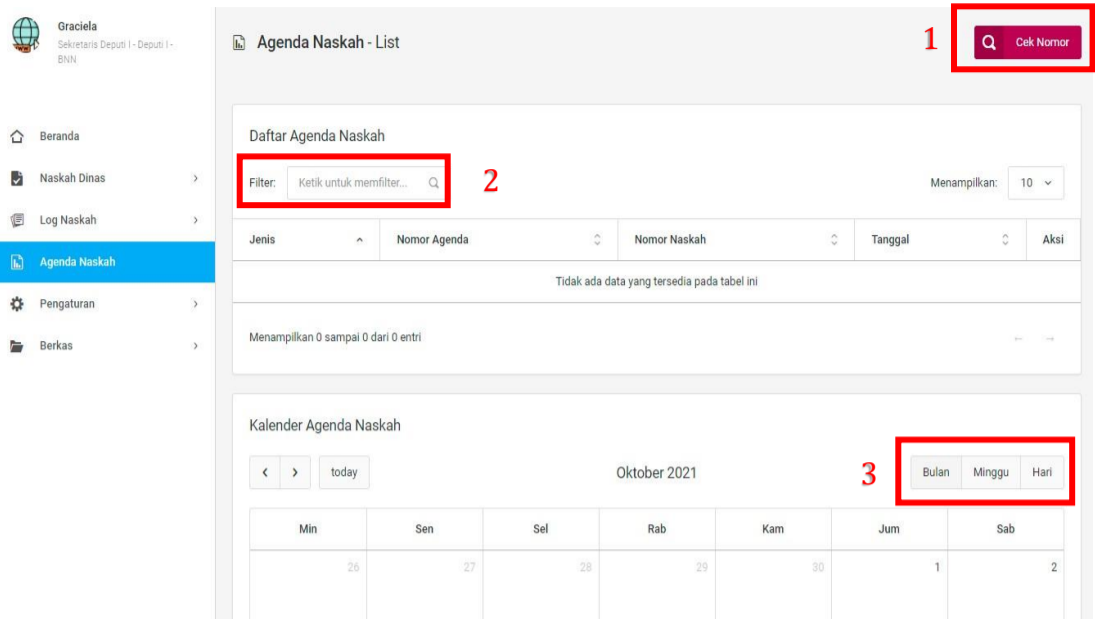 Graciela
Sekretaris Deputi I - Deputi I -
BNN
Beranda
Naskah Dinas
Log Naskah
Agenda Naskah
Pengaturan
Berkas
Agenda Naskah - List
1
Cek Nomor
Daftar Agenda Naskah
Filter: Ketik untuk memfilter... 2 Menampilkan: 10
Jenis Nomor Agenda Nomor Naskah Tanggal Aksi
Tidak ada data yang tersedia pada tabel ini
Menampilkan 0 sampai 0 dari 0 entri ← →
Kalender Agenda Naskah
today Oktober 2021 3 Bulan Minggu Hari
Min Sen Sel Rab Kam Jum Sab
26 27 28 29 30 1 2